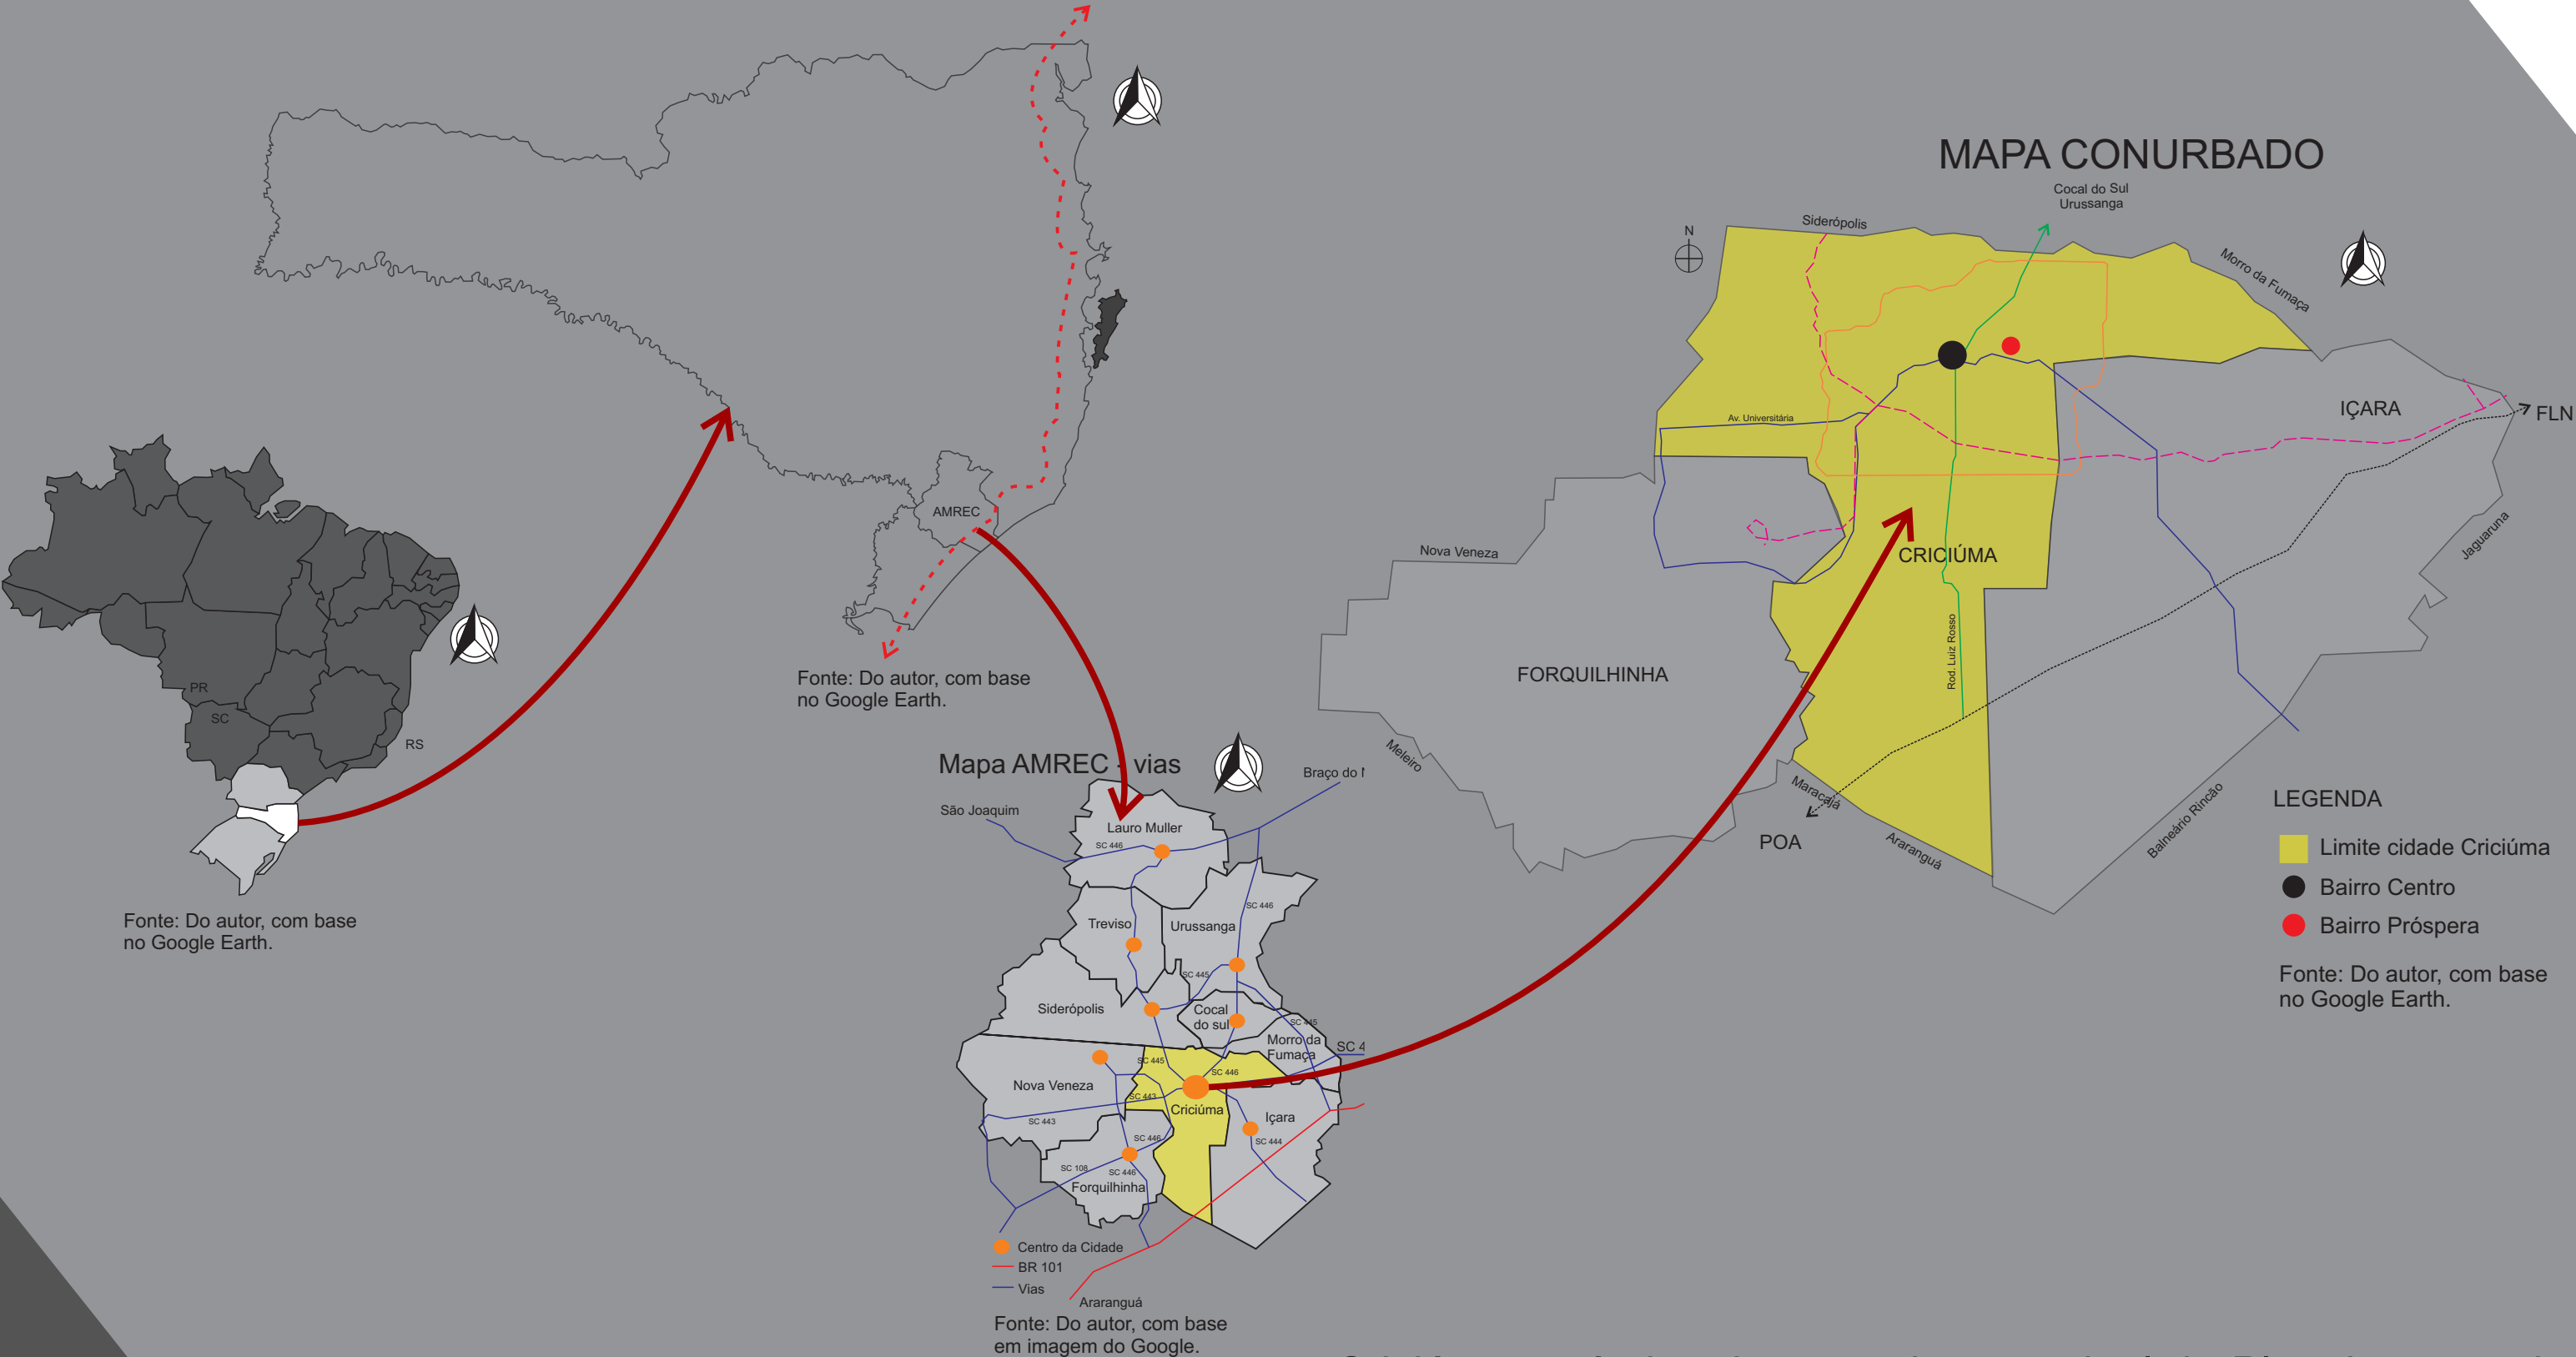 PR
SC
RS
Fonte: Do autor, com base
no Google Earth.
AMREC
Fonte: Do autor, com base
no Google Earth.
Mapa AMREC - vias
São Joaquim
Braço do
Lauro Muller
SC 446
Treviso
Urussanga
SC 446
SC 445
Siderópolis
Cocal
do sul
SC 445
Morro da
Fumaça
SC 4
SC 445
SC 446
Nova Veneza
SC 443
Criciúma
Içara
SC 443
SC 444
SC 446
SC 108
SC 446
Forquilhinha
Centro da Cidade
BR 101
Vias
Araranguá
Fonte: Do autor, com base
em imagem do Google.
MAPA CONURBADO
Cocal do Sul
Urussanga
Siderópolis
N
Morro da Fumaça
Av. Universitária
IÇARA
FLN
Nova Veneza
CRICIÚMA
Jaguaruna
Rod. Luiz Rosso
FORQUILHINHA
Meleiro
Maracajá
POA
Araranguá
Balneário Rincão
LEGENDA
Limite cidade Criciúma
Bairro Centro
Bairro Próspera
Fonte: Do autor, com base
no Google Earth.